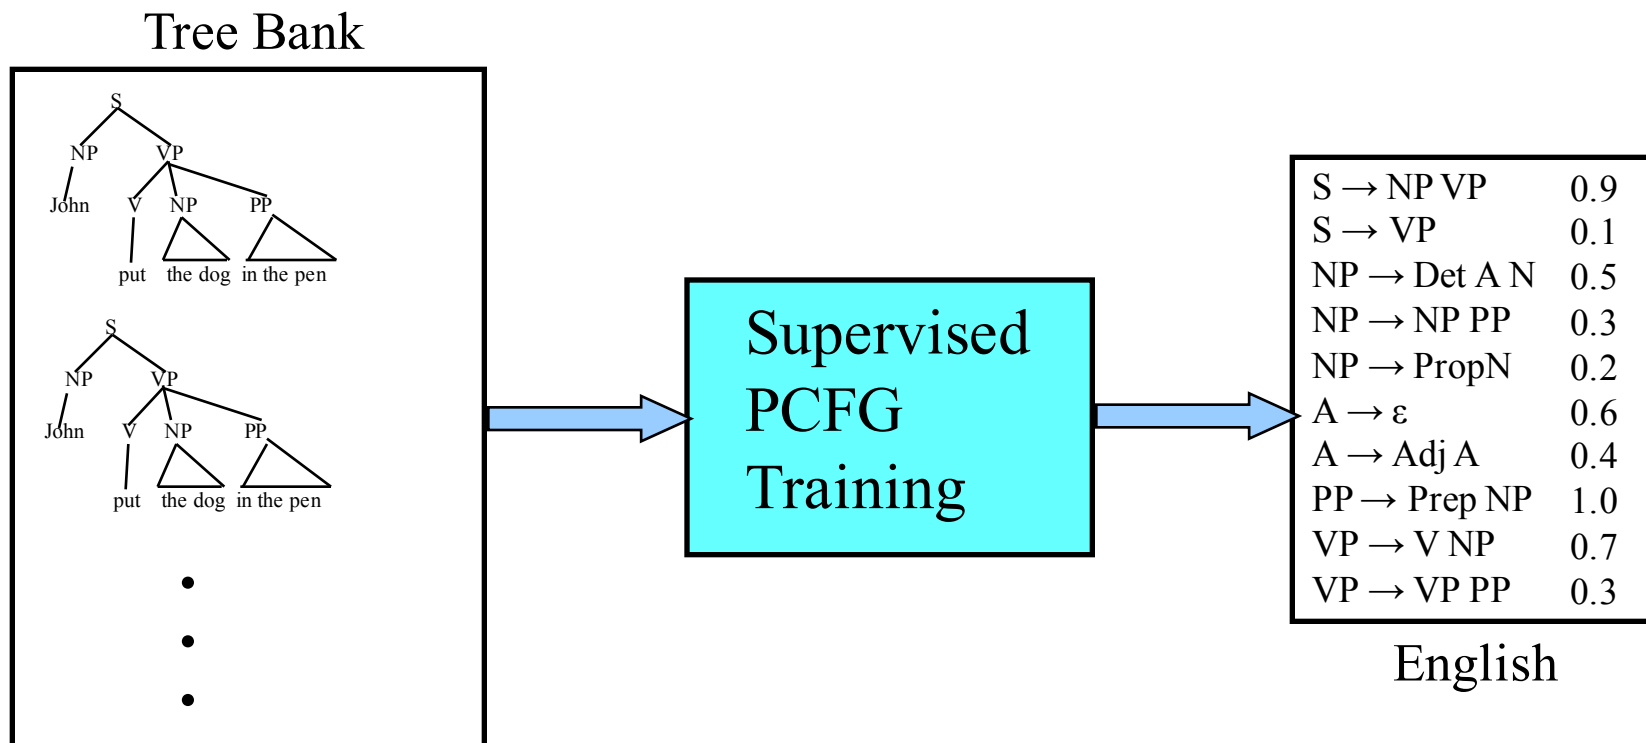 Tree Bank
S
NP VP
John V NP PP
put the dog in the pen
S
NP VP
John V NP PP
put the dog in the pen
Supervised
PCFG
Training
S → NP VP 0.9
S → VP 0.1
NP → Det A N 0.5
NP → NP PP 0.3
NP → PropN 0.2
A → ε 0.6
A → Adj A 0.4
PP → Prep NP 1.0
VP → V NP 0.7
VP → VP PP 0.3
English